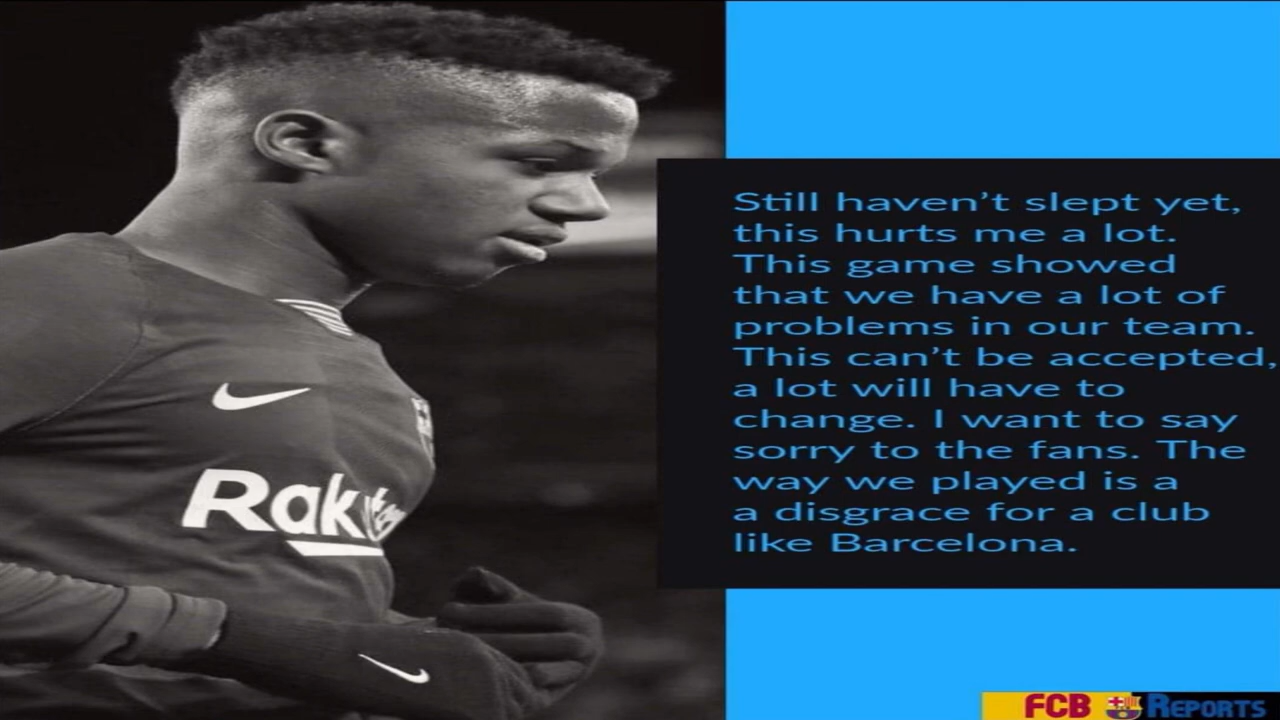 Still haven't slept yet,
this hurts me a lot.
This game showed
that we have a lot of
problems in our team.
This can't be accepted,
a lot will have to
change. I want to say
sorry to the fans. The
way we played is a
a disgrace for a club
like Barcelona.
Rakuten
FCB REPORTS